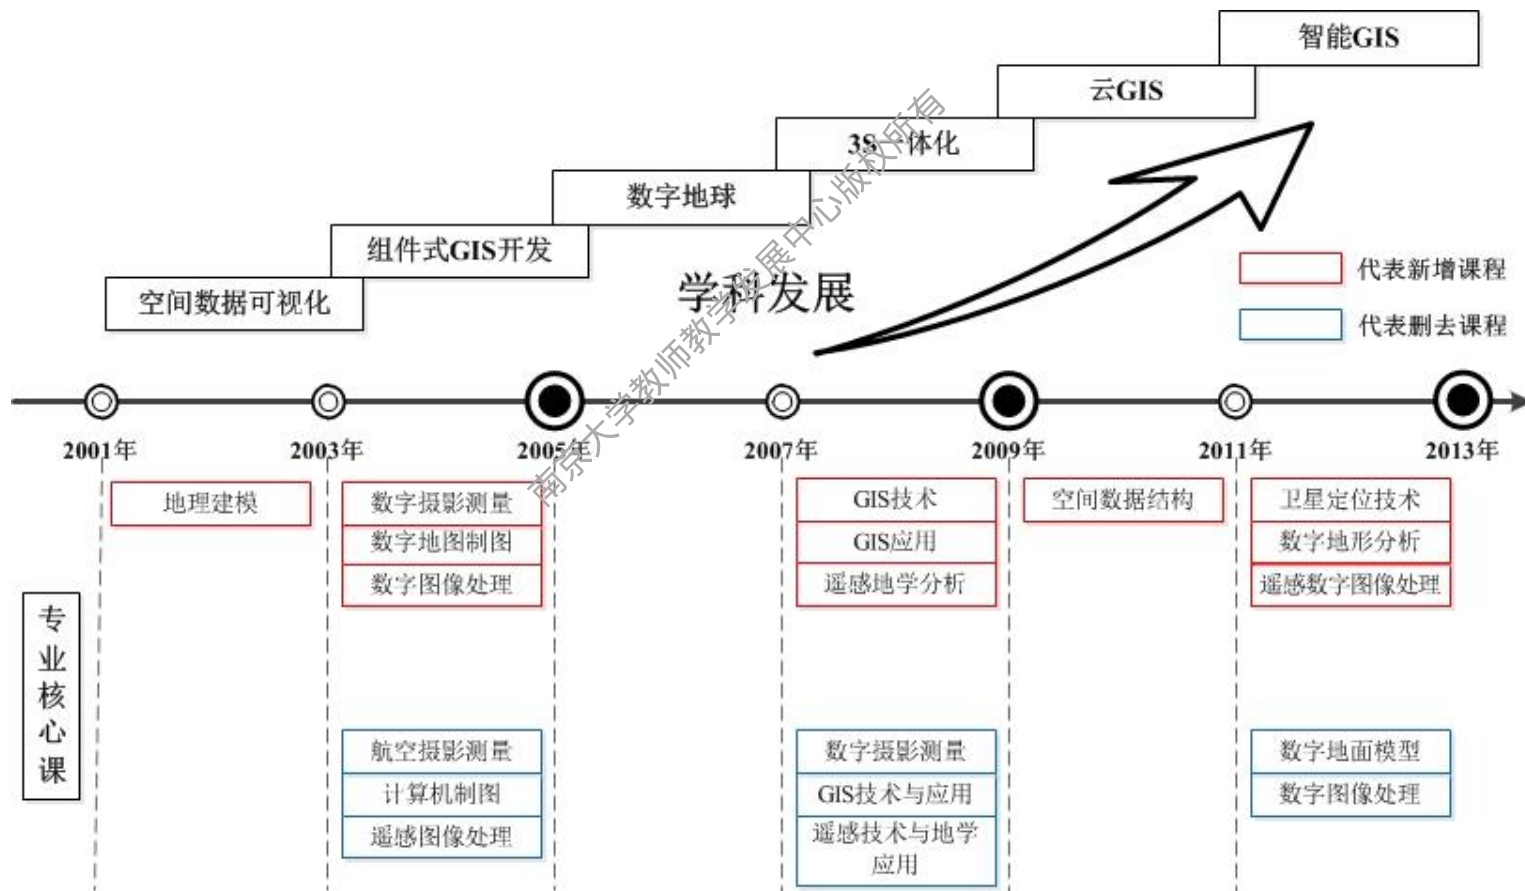 智能GIS
云GIS
3S一体化
数字地球
组件式GIS开发
空间数据可视化
学科发展
代表新增课程
代表删去课程
2001年
2003年
2005年
2007年
2009年
2011年
2013年
地理建模
数字摄影测量
数字地图制图
数字图像处理
GIS技术
GIS应用
遥感地学分析
空间数据结构
卫星定位技术
数字地形分析
遥感数字图像处理
专
业
核
心
课
航空摄影测量
计算机制图
遥感图像处理
数字摄影测量
GIS技术与应用
遥感技术与地学
应用
数字地面模型
数字图像处理
南京大学教师教学发展中心版权所有